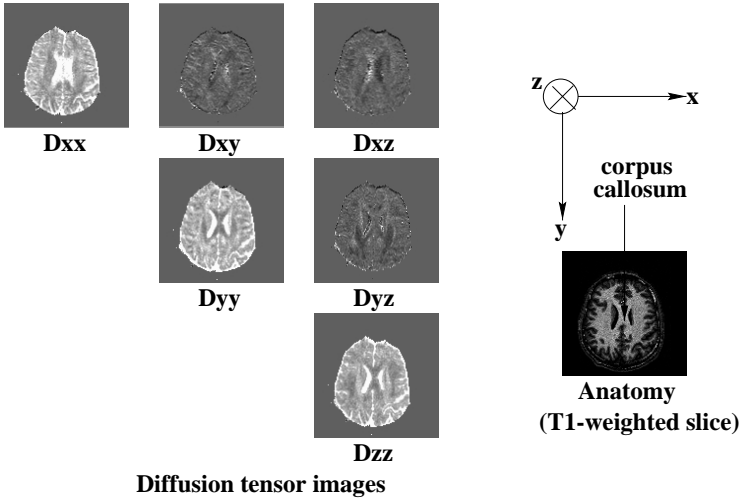 Dxx
Dxy
Dxz
Dyy
Dyz
Dzz
Diffusion tensor images
z
x
y
corpus
callosum
Anatomy
(T1-weighted slice)